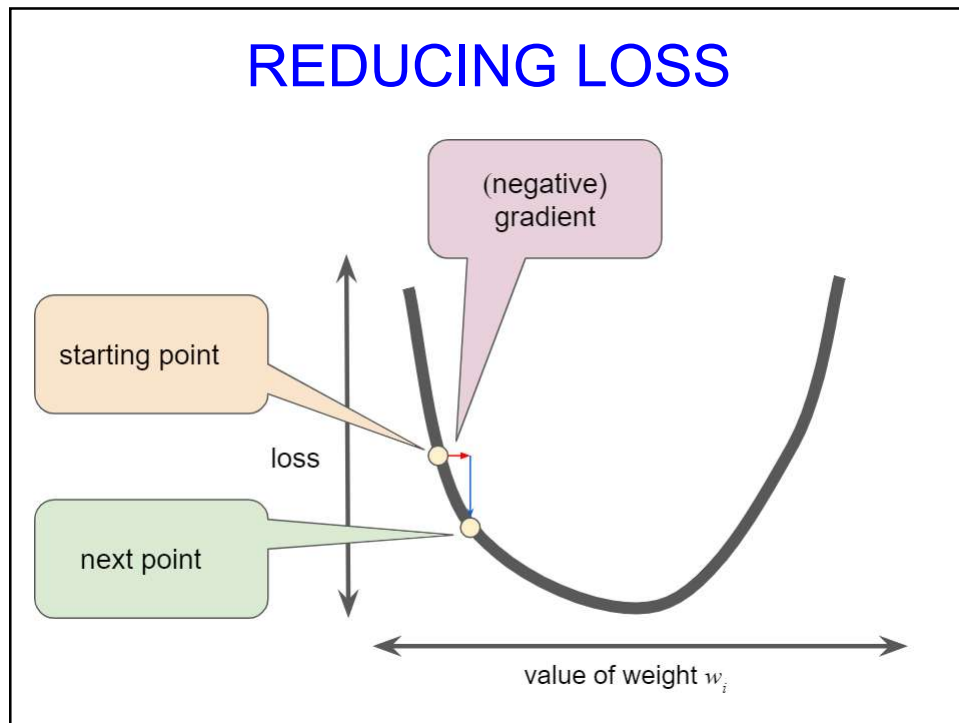 REDUCING LOSS
(negative)
gradient
starting point
loss
next point
value of weight wᵢ